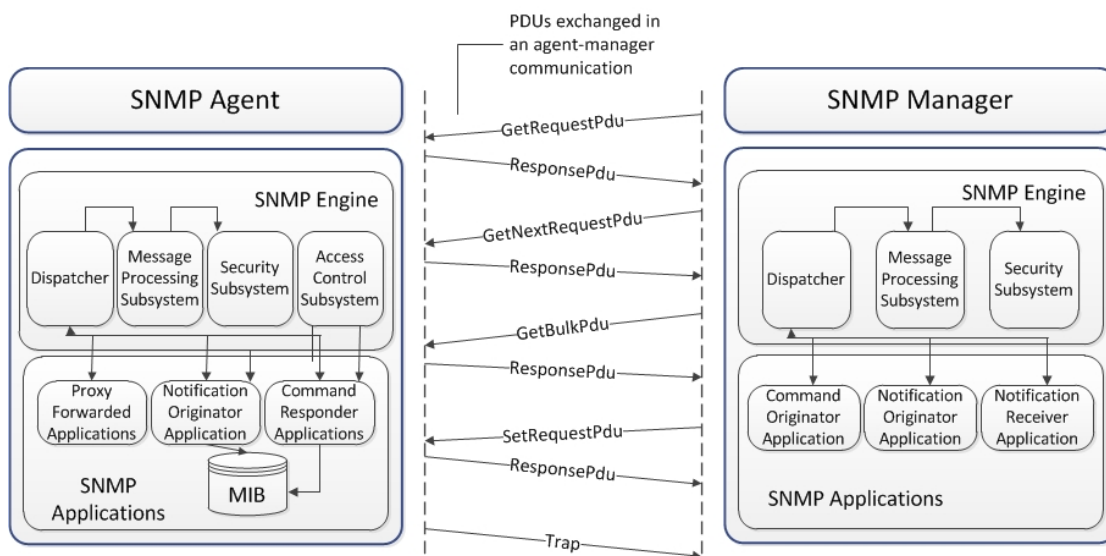 PDUs exchanged in
an agent-manager
communication
SNMP Agent
SNMP Manager
SNMP Engine
Dispatcher
Message
Processing
Subsystem
Security
Subsystem
Access
Control
Subsystem
Proxy
Forwarded
Applications
Notification
Originator
Application
Command
Responder
Applications
MIB
SNMP
Applications
GetRequestPdu
ResponsePdu
GetNextRequestPdu
ResponsePdu
GetBulkPdu
ResponsePdu
SetRequestPdu
ResponsePdu
Trap
SNMP Engine
Dispatcher
Message
Processing
Subsystem
Security
Subsystem
Command
Originator
Application
Notification
Originator
Application
Notification
Receiver
Application
SNMP Applications